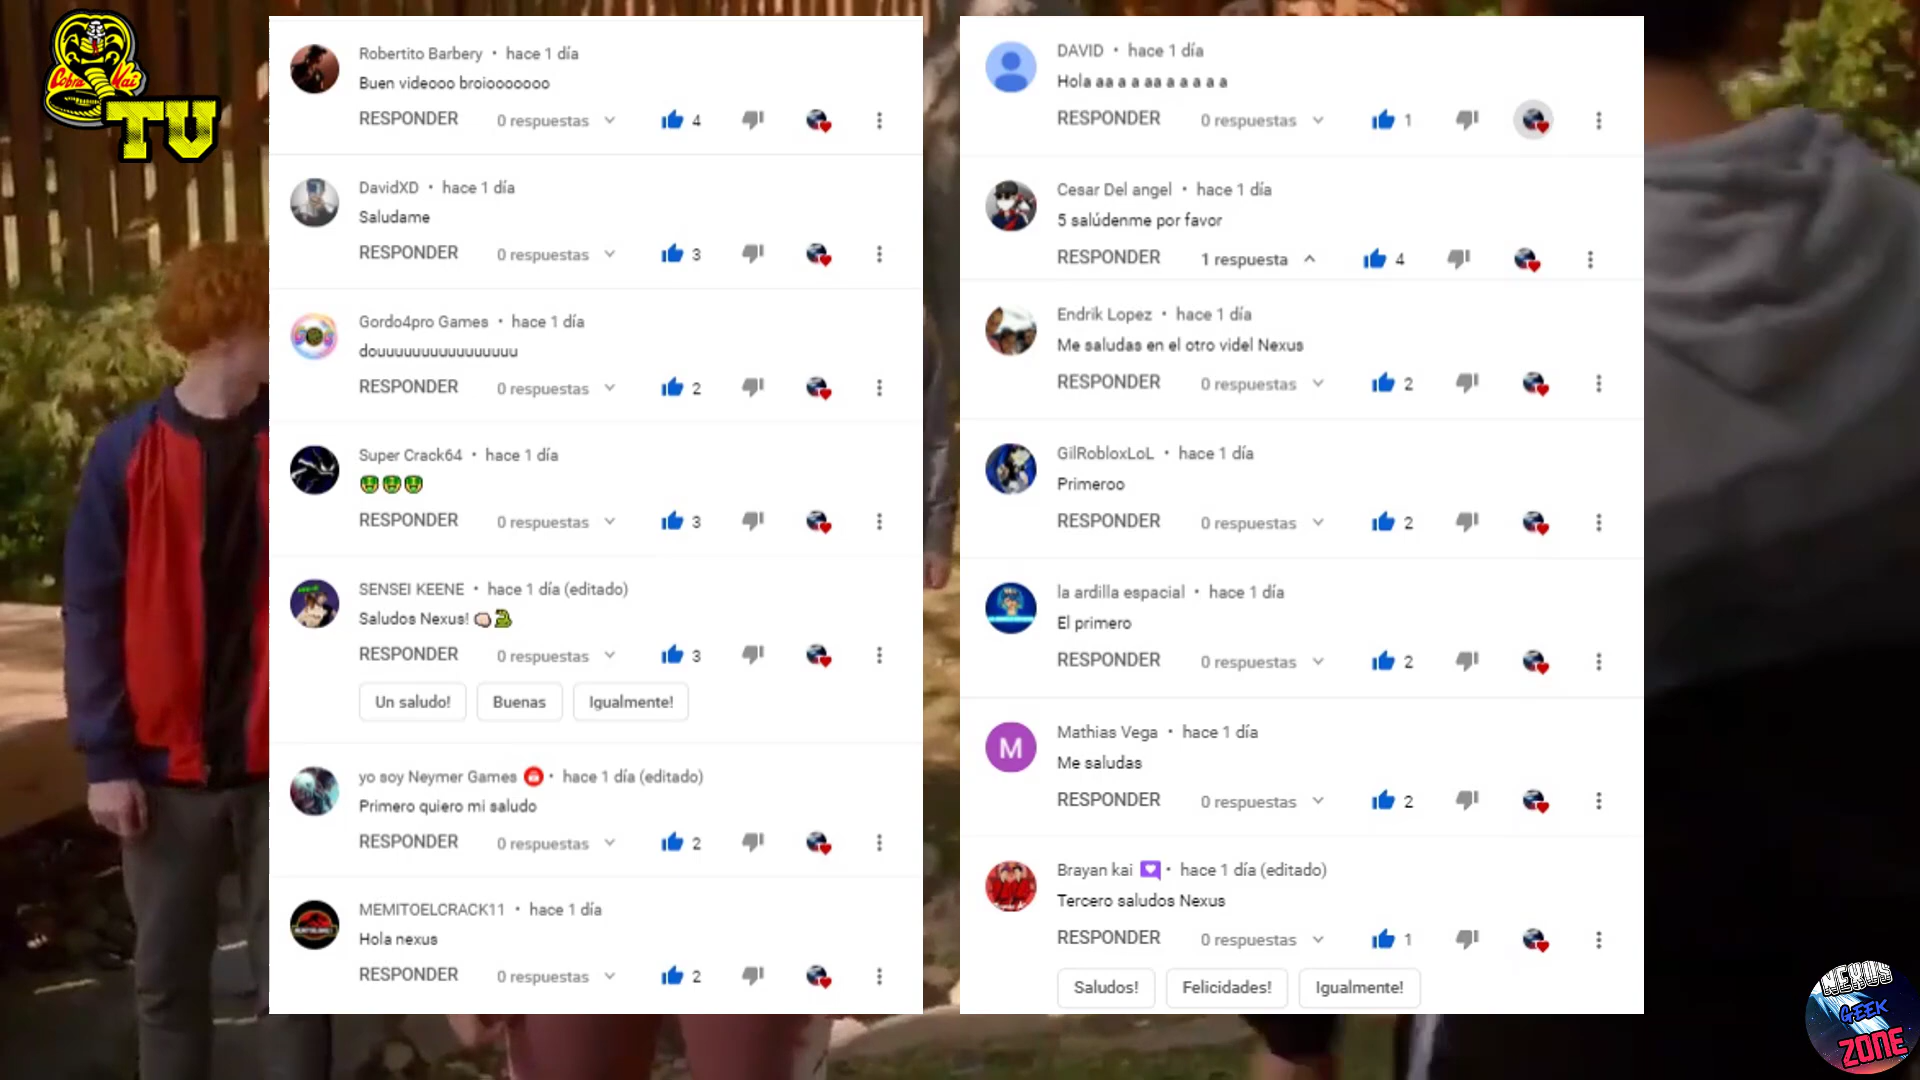 Cobra Kai
TV
Robertito Barbery • hace 1 día
Buen videooo broiooooooo
RESPONDER 0 respuestas 4
DavidXD • hace 1 día
Saludame
RESPONDER 0 respuestas 3
Gordo4pro Games • hace 1 día
douuuuuuuuuuuuuuuu
RESPONDER 0 respuestas 2
Super Crack64 • hace 1 día
RESPONDER 0 respuestas 3
SENSEI KEENE • hace 1 día (editado)
Saludos Nexus! 👊🏻🐍
RESPONDER 0 respuestas 3
Un saludo! Buenas Igualmente!
yo soy Neymer Games • hace 1 día (editado)
Primero quiero mi saludo
RESPONDER 0 respuestas 2
MEMITOELCRACK11 • hace 1 día
Hola nexus
RESPONDER 0 respuestas 2
DAVID • hace 1 día
Hola aa a a aa a a a a a
RESPONDER 0 respuestas 1
Cesar Del angel • hace 1 día
5 salúdenme por favor
RESPONDER 1 respuesta 4
Endrik Lopez • hace 1 día
Me saludas en el otro videl Nexus
RESPONDER 0 respuestas 2
GilRobloxLoL • hace 1 día
Primeroo
RESPONDER 0 respuestas 2
la ardilla espacial • hace 1 día
El primero
RESPONDER 0 respuestas 2
M
Mathias Vega • hace 1 día
Me saludas
RESPONDER 0 respuestas 2
Brayan kai • hace 1 día (editado)
Tercero saludos Nexus
RESPONDER 0 respuestas 1
Saludos! Felicidades! Igualmente!
NEXUS
GEEK
ZONE